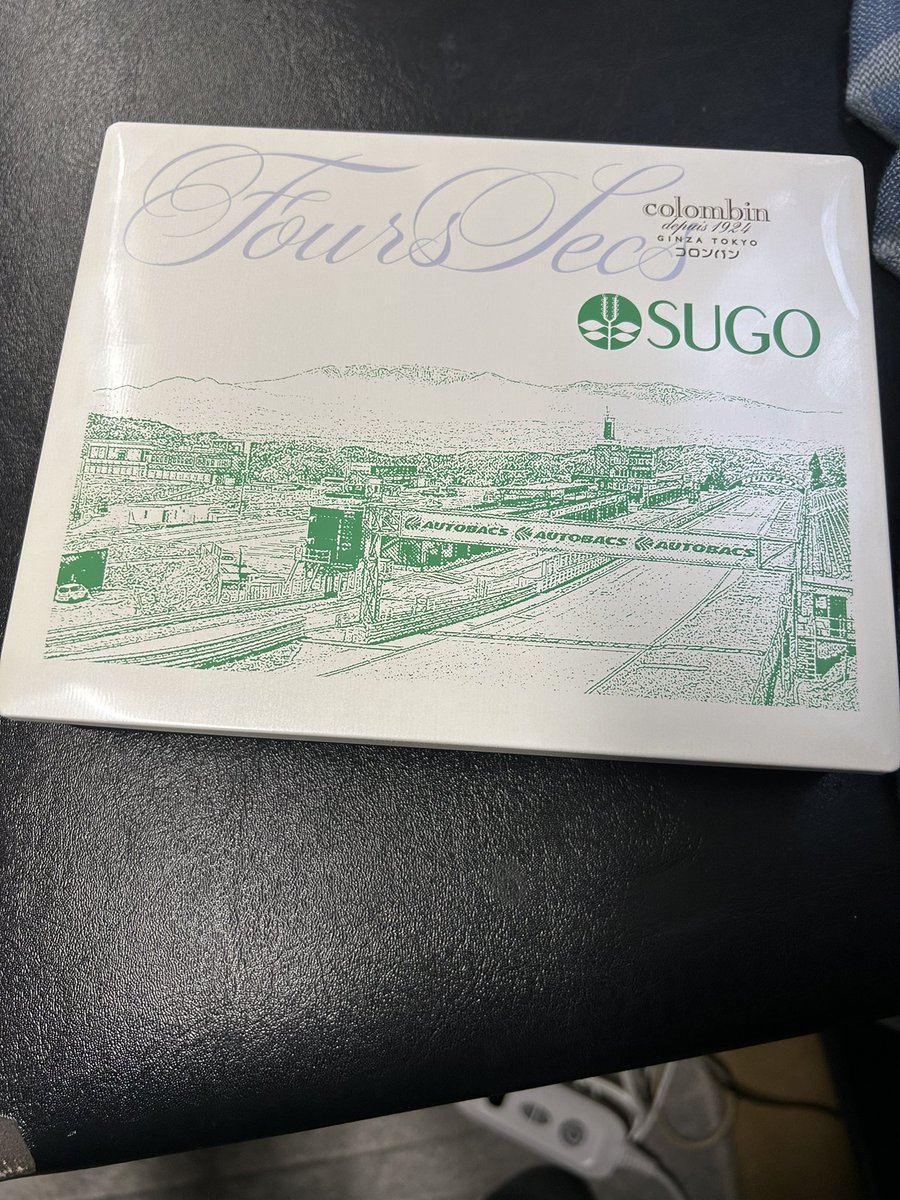 Fours Secs
colombin
depuis 1924
GINZA TOKYO
コロンバン
SUGO
AUTOBACS AUTOBACS AUTOBACS